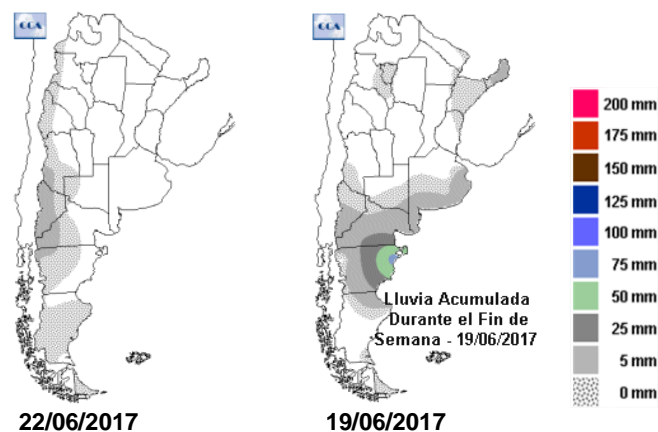 CCA
CCA
200 mm
175 mm
150 mm
125 mm
100 mm
75 mm
50 mm
25 mm
5 mm
0 mm
Lluvia Acumulada
Durante el Fin de
Semana - 19/06/2017
22/06/2017
19/06/2017